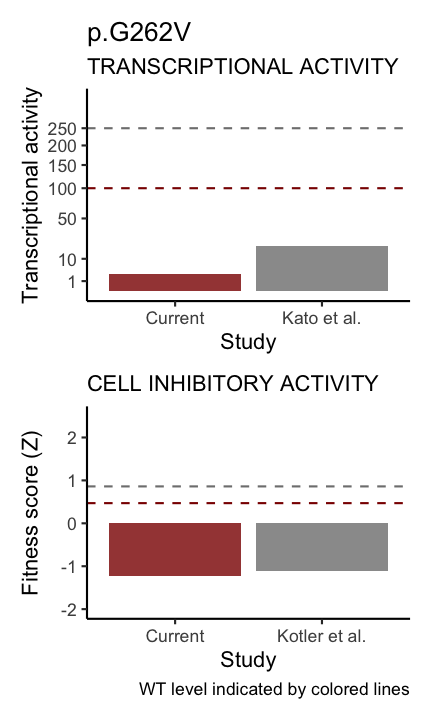 p.G262V
TRANSCRIPTIONAL ACTIVITY
Transcriptional activity
250
200
150
100
50
10
1
Current
Kato et al.
Study
CELL INHIBITORY ACTIVITY
Fitness score (Z)
2
1
0
-1
-2
Current
Kotler et al.
Study
WT level indicated by colored lines